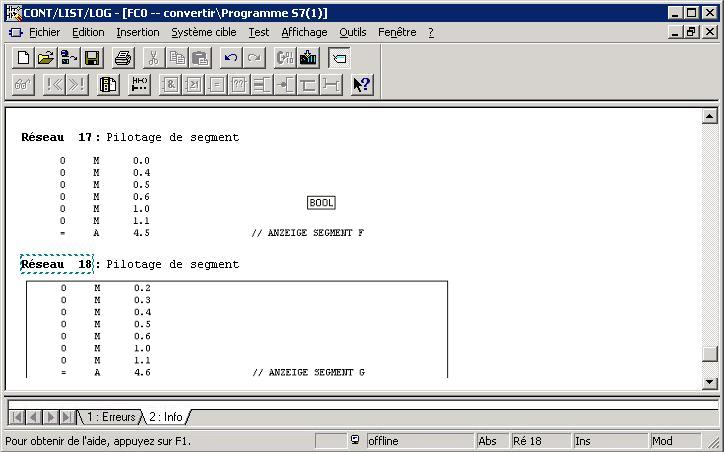 CONT/LIST/LOG - [FC0 -- convertir\Programme S7(1)]
Fichier Edition Insertion Système cible Test Affichage Outils Fenêtre ?
Réseau 17 : Pilotage de segment
O M 0.0
O M 0.4
O M 0.5
O M 0.6
BOOL
O M 1.0
O M 1.1
= A 4.5 // ANZEIGE SEGMENT F
Réseau 18 : Pilotage de segment
O M 0.2
O M 0.3
O M 0.4
O M 0.5
O M 0.6
O M 1.0
O M 1.1
= A 4.6 // ANZEIGE SEGMENT G
1 : Erreurs 2 : Info
Pour obtenir de l'aide, appuyez sur F1. offline Abs Ré 18 Ins Mod